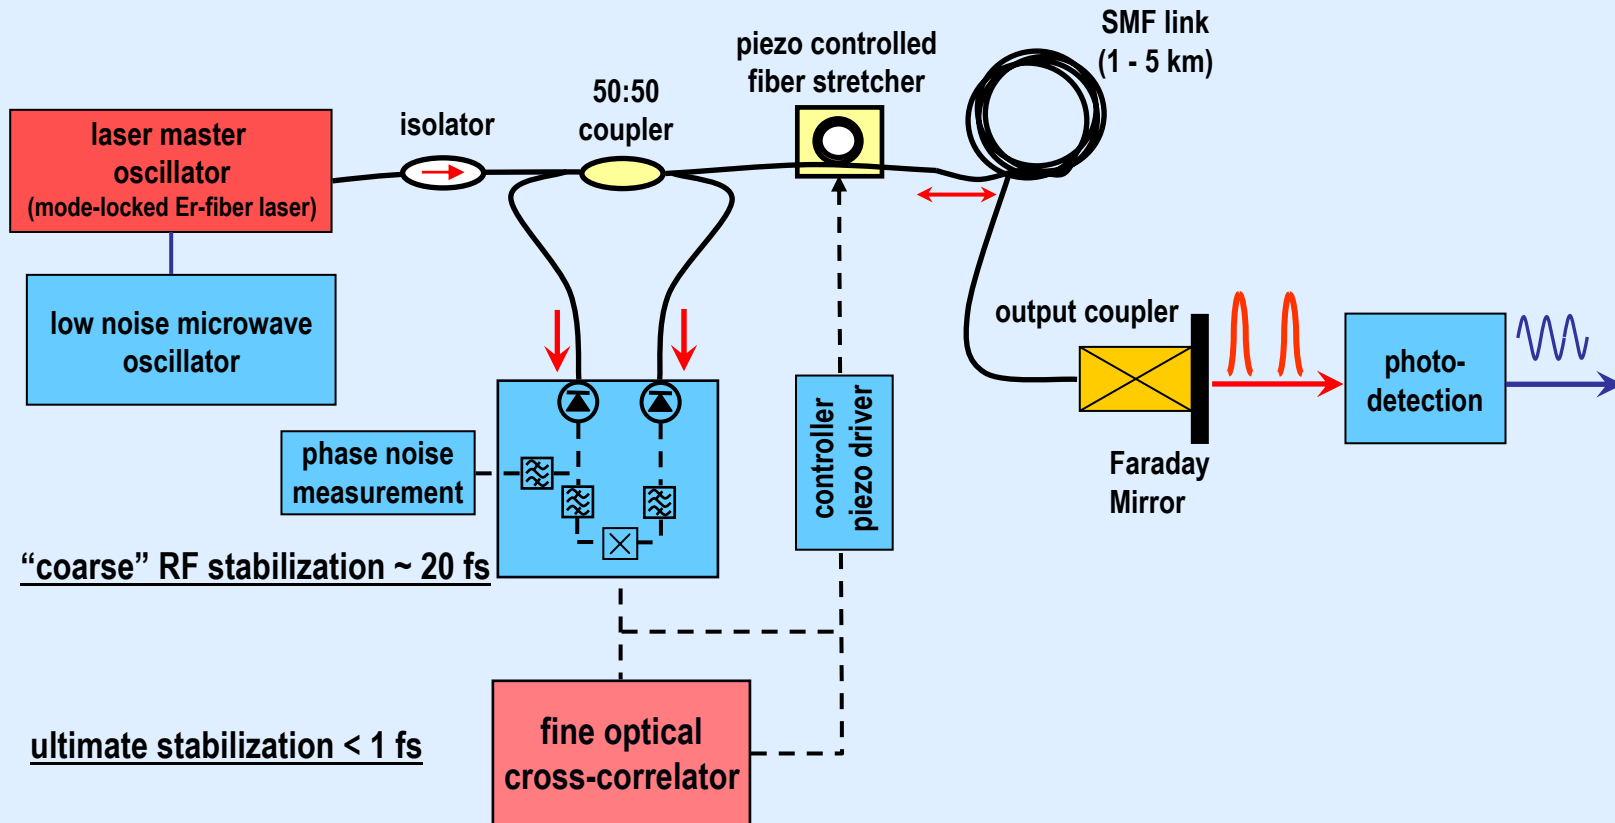 SMF link
(1 - 5 km)
piezo controlled
fiber stretcher
50:50
coupler
isolator
laser master
oscillator
(mode-locked Er-fiber laser)
low noise microwave
oscillator
output coupler
photo-
detection
Faraday
Mirror
controller
piezo driver
phase noise
measurement
“coarse” RF stabilization ~ 20 fs
fine optical
cross-correlator
ultimate stabilization < 1 fs